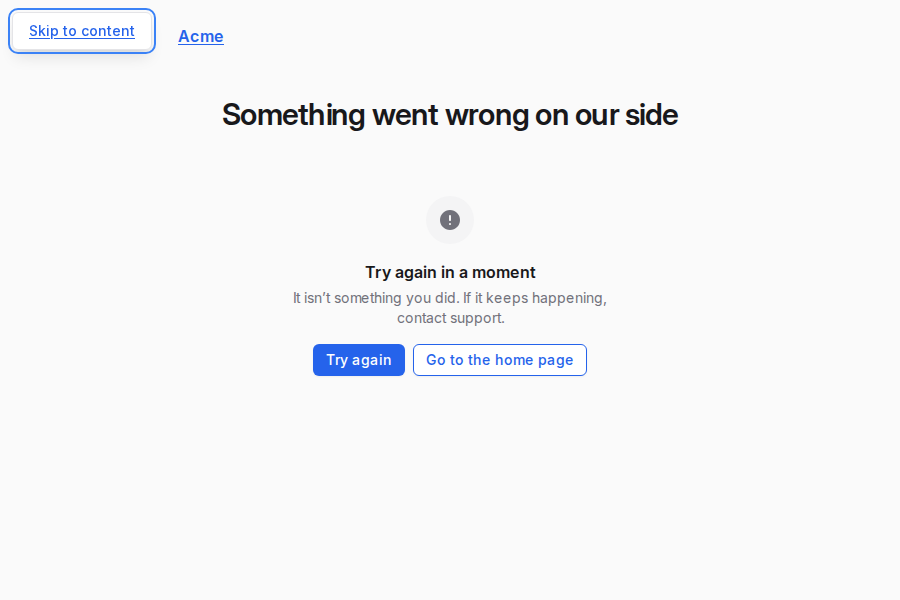 Skip to content
Acme
Something went wrong on our side
Try again in a moment
It isn’t something you did. If it keeps happening,
contact support.
Try again
Go to the home page